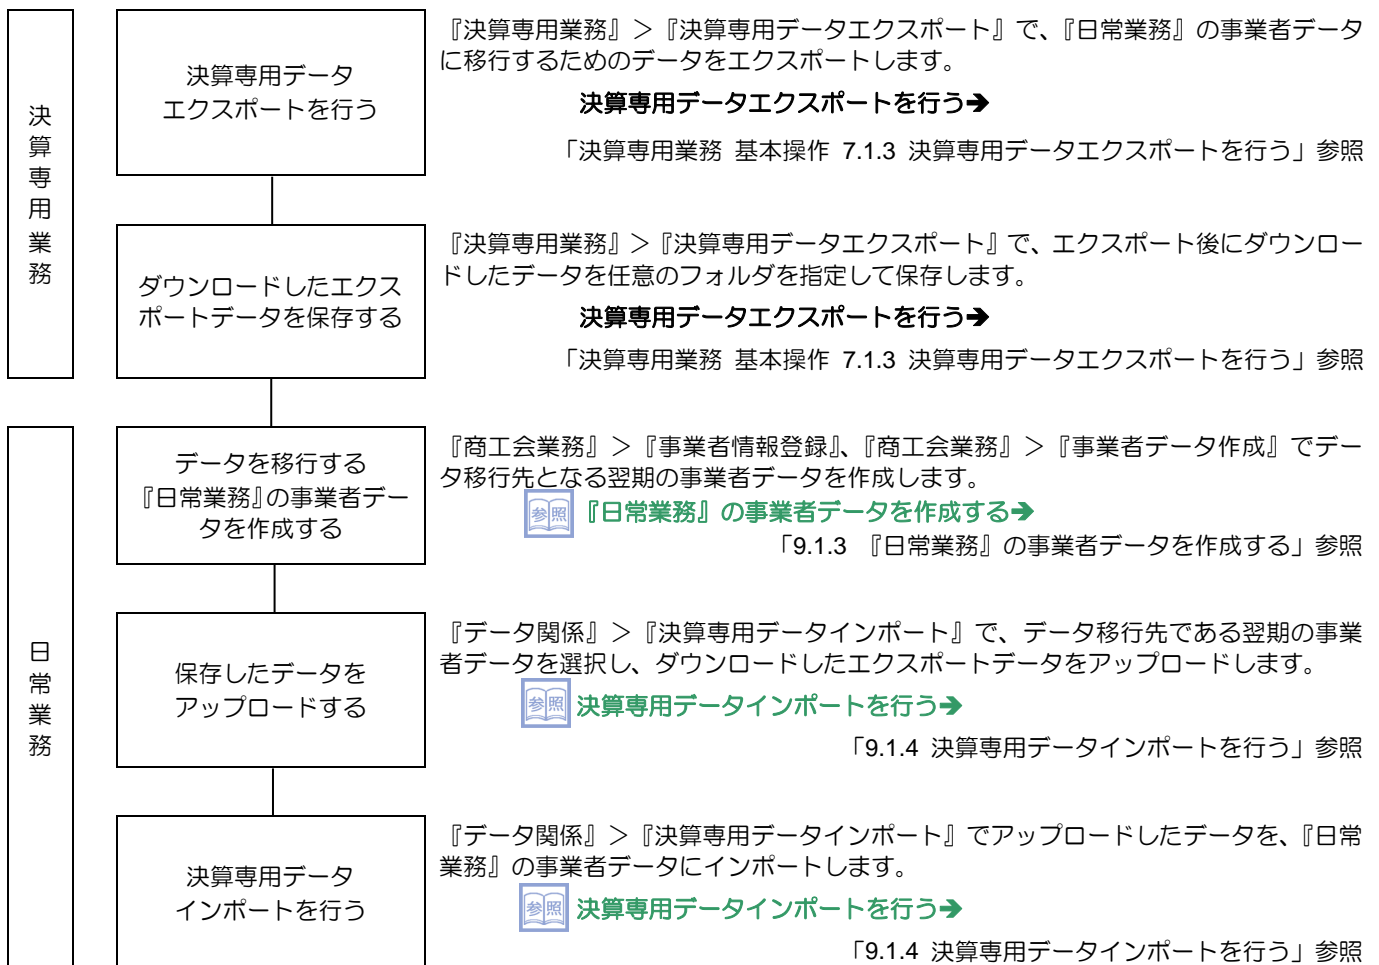 決算専用業務
決算専用データ
エクスポートを行う
『決算専用業務』＞『決算専用データエクスポート』で、『日常業務』の事業者データ
に移行するためのデータをエクスポートします。
決算専用データエクスポートを行う➔
「決算専用業務 基本操作 7.1.3 決算専用データエクスポートを行う」参照
ダウンロードしたエクス
ポートデータを保存する
『決算専用業務』＞『決算専用データエクスポート』で、エクスポート後にダウンロー
ドしたデータを任意のフォルダを指定して保存します。
決算専用データエクスポートを行う➔
「決算専用業務 基本操作 7.1.3 決算専用データエクスポートを行う」参照
日常業務
データを移行する
『日常業務』の事業者デー
タを作成する
『商工会業務』＞『事業者情報登録』、『商工会業務』＞『事業者データ作成』でデー
タ移行先となる翌期の事業者データを作成します。
参照 『日常業務』の事業者データを作成する➔
「9.1.3 『日常業務』の事業者データを作成する」参照
保存したデータを
アップロードする
『データ関係』＞『決算専用データインポート』で、データ移行先である翌期の事業
者データを選択し、ダウンロードしたエクスポートデータをアップロードします。
参照 決算専用データインポートを行う➔
「9.1.4 決算専用データインポートを行う」参照
決算専用データ
インポートを行う
『データ関係』＞『決算専用データインポート』でアップロードしたデータを、『日常
業務』の事業者データにインポートします。
参照 決算専用データインポートを行う➔
「9.1.4 決算専用データインポートを行う」参照